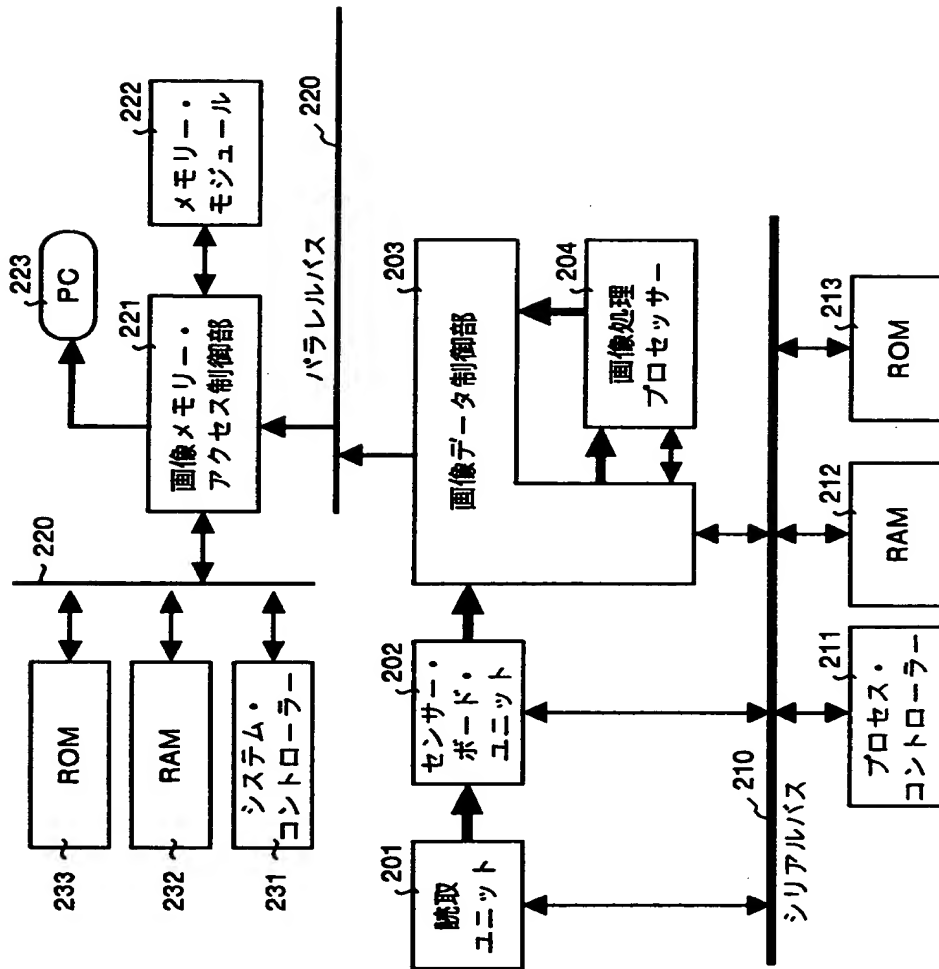 223
PC
222
メモリー・
モジュール
221
画像メモリー・
アクセス制御部
220
パラレルバス
220
233
ROM
232
RAM
231
システム・
コントローラー
203
画像データ制御部
204
画像処理
プロセッサー
202
センサー・
ボード・
ユニット
201
読取
ユニット
210
シリアルバス
211
プロセス・
コントローラー
212
RAM
213
ROM